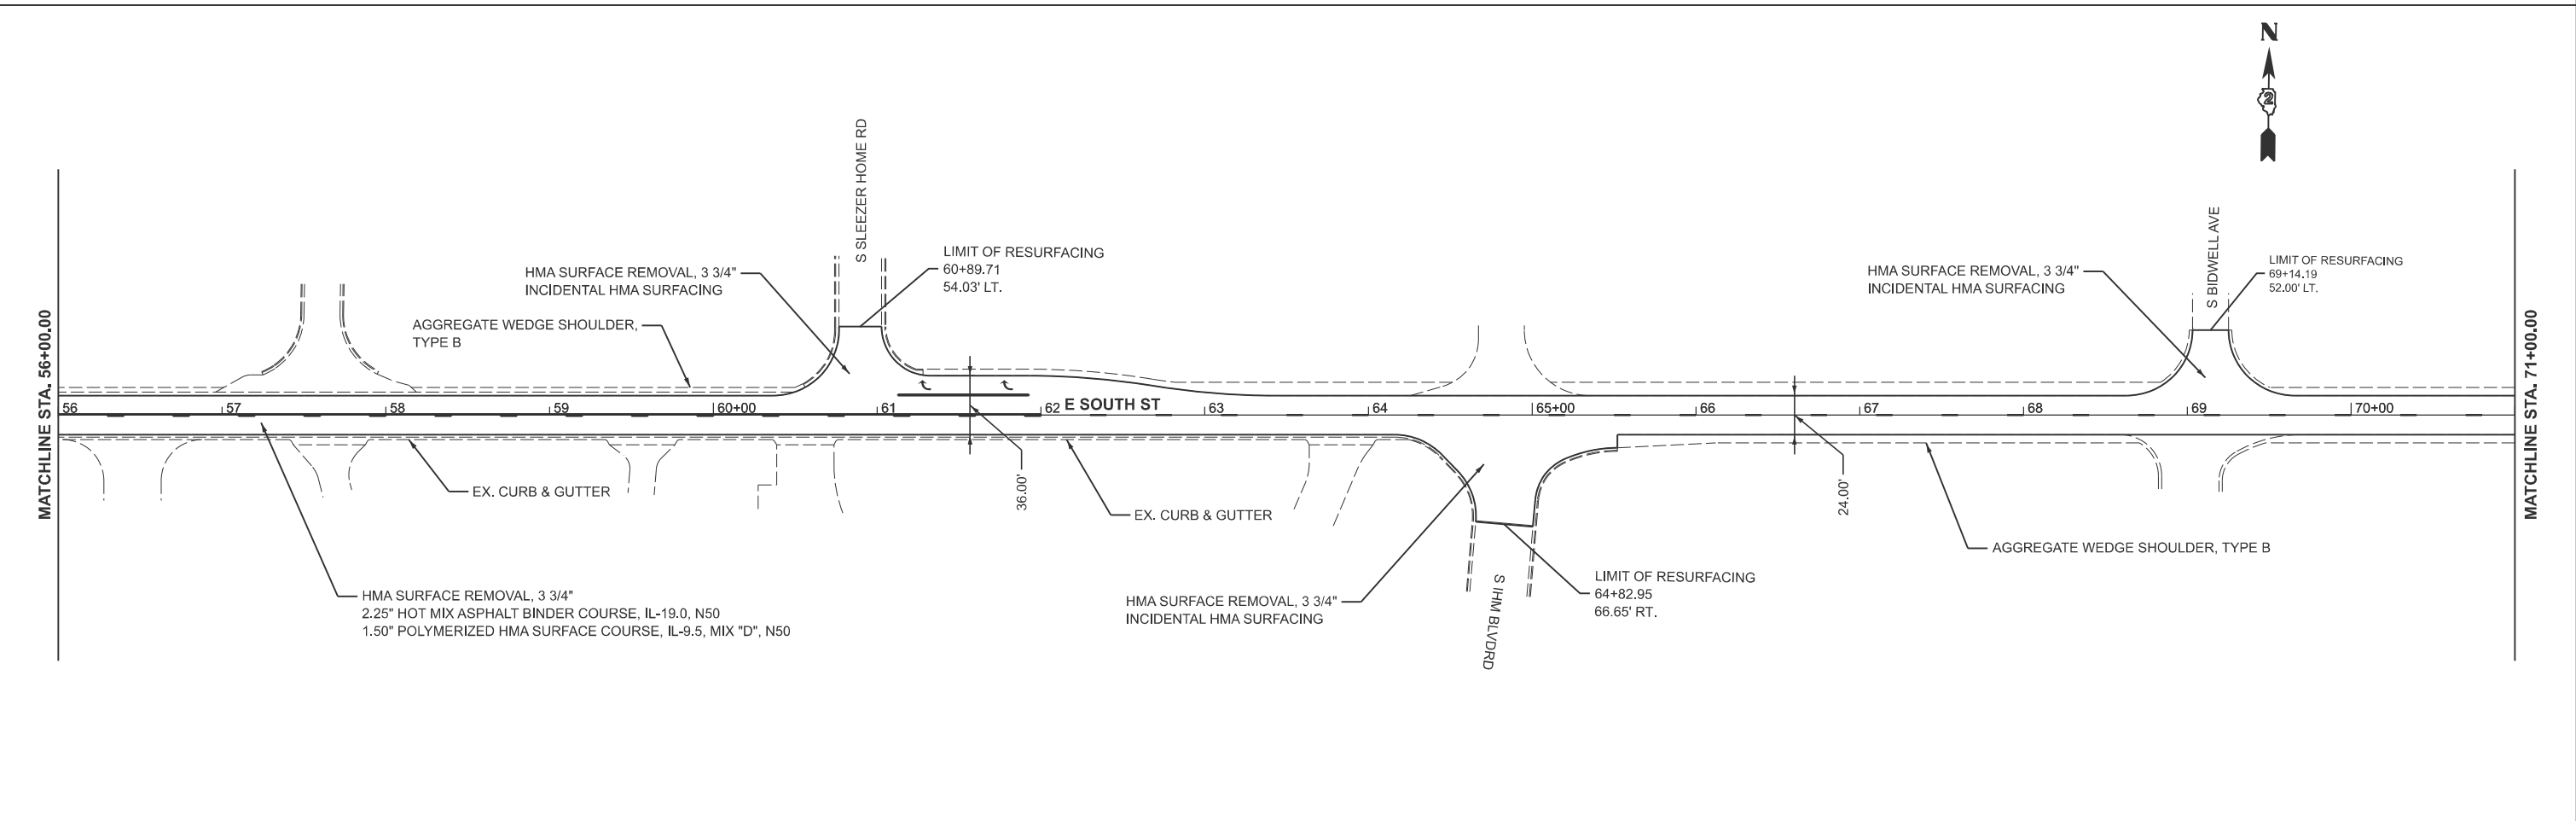 N
2
S SLEEZER HOME RD
S BIDWELL AVE
LIMIT OF RESURFACING
60+89.71
54.03' LT.
LIMIT OF RESURFACING
69+14.19
52.00' LT.
HMA SURFACE REMOVAL, 3 3/4"
INCIDENTAL HMA SURFACING
HMA SURFACE REMOVAL, 3 3/4"
INCIDENTAL HMA SURFACING
AGGREGATE WEDGE SHOULDER,
TYPE B
MATCHLINE STA. 56+00.00
MATCHLINE STA. 71+00.00
56 57 58 59 60+00 61 62 E SOUTH ST 63 64 65+00 66 67 68 69 70+00
EX. CURB & GUTTER
36.00'
EX. CURB & GUTTER
24.00'
AGGREGATE WEDGE SHOULDER, TYPE B
HMA SURFACE REMOVAL, 3 3/4"
2.25" HOT MIX ASPHALT BINDER COURSE, IL-19.0, N50
1.50" POLYMERIZED HMA SURFACE COURSE, IL-9.5, MIX "D", N50
HMA SURFACE REMOVAL, 3 3/4"
INCIDENTAL HMA SURFACING
S IHM BLVDRD
LIMIT OF RESURFACING
64+82.95
66.65' RT.